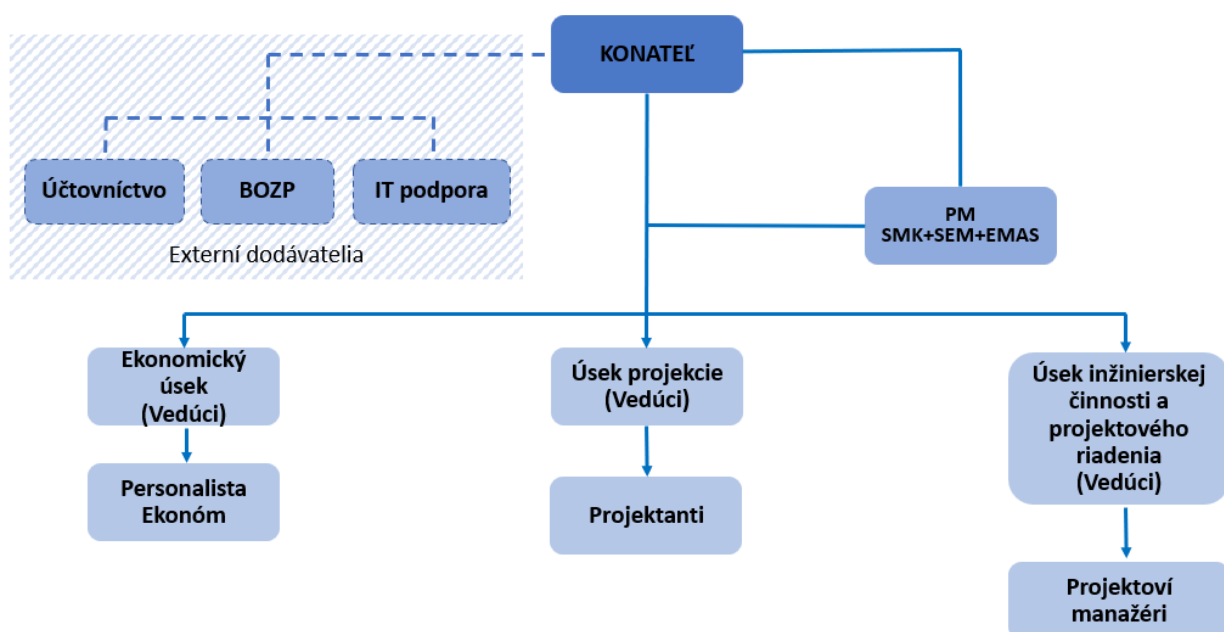 KONATEĽ
Účtovníctvo
BOZP
IT podpora
Externí dodávatelia
PM
SMK+SEM+EMAS
Ekonomický
úsek
(Vedúci)
Personalista
Ekonóm
Úsek projekcie
(Vedúci)
Projektanti
Úsek inžinierskej
činnosti a
projektového
riadenia
(Vedúci)
Projektoví
manažéri